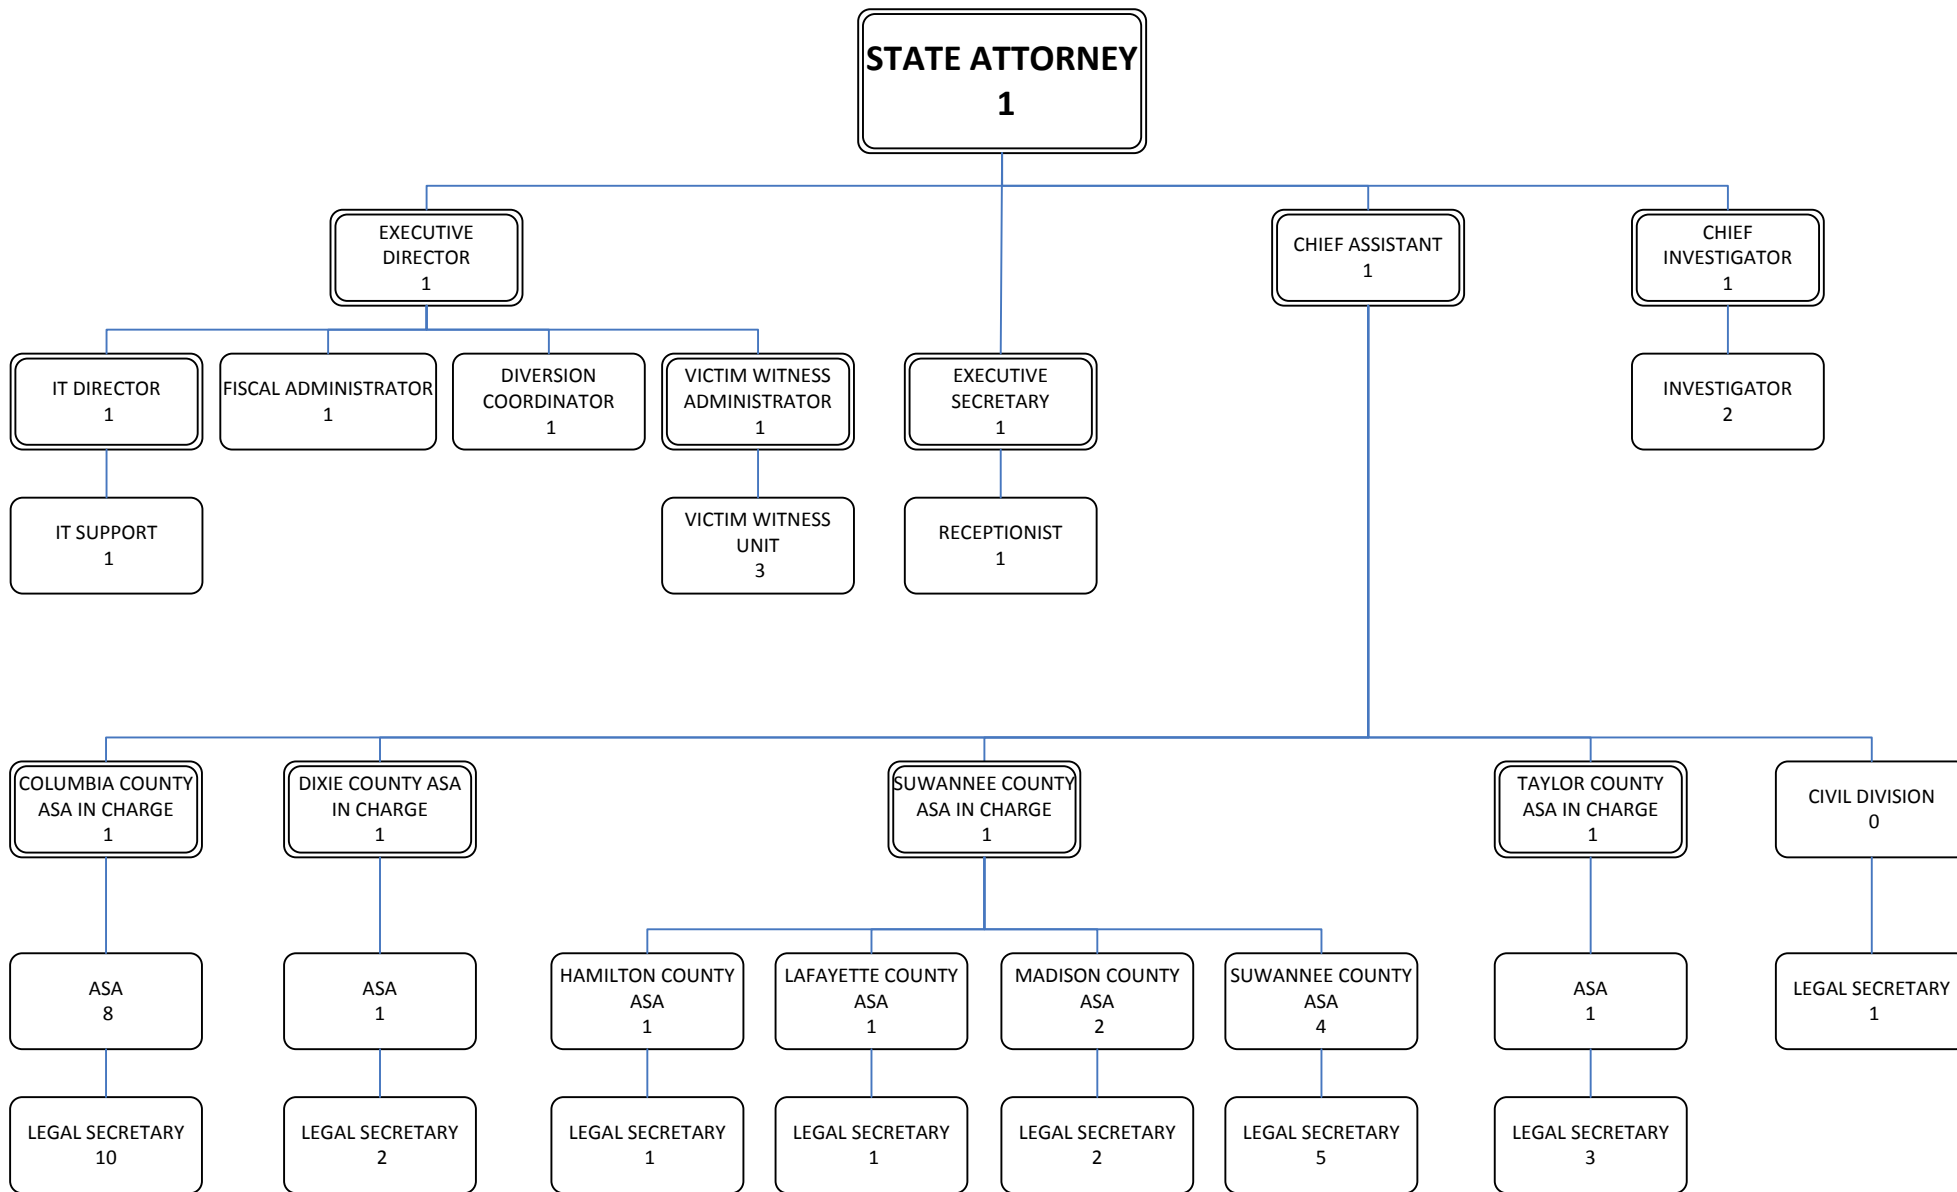 STATE ATTORNEY
1
EXECUTIVE
DIRECTOR
1
CHIEF ASSISTANT
1
CHIEF
INVESTIGATOR
1
IT DIRECTOR
1
FISCAL ADMINISTRATOR
1
DIVERSION
COORDINATOR
1
VICTIM WITNESS
ADMINISTRATOR
1
EXECUTIVE
SECRETARY
1
INVESTIGATOR
2
IT SUPPORT
1
VICTIM WITNESS
UNIT
3
RECEPTIONIST
1
COLUMBIA COUNTY
ASA IN CHARGE
1
DIXIE COUNTY ASA
IN CHARGE
1
SUWANNEE COUNTY
ASA IN CHARGE
1
TAYLOR COUNTY
ASA IN CHARGE
1
CIVIL DIVISION
0
ASA
8
ASA
1
HAMILTON COUNTY
ASA
1
LAFAYETTE COUNTY
ASA
1
MADISON COUNTY
ASA
2
SUWANNEE COUNTY
ASA
4
ASA
1
LEGAL SECRETARY
1
LEGAL SECRETARY
10
LEGAL SECRETARY
2
LEGAL SECRETARY
1
LEGAL SECRETARY
1
LEGAL SECRETARY
2
LEGAL SECRETARY
5
LEGAL SECRETARY
3